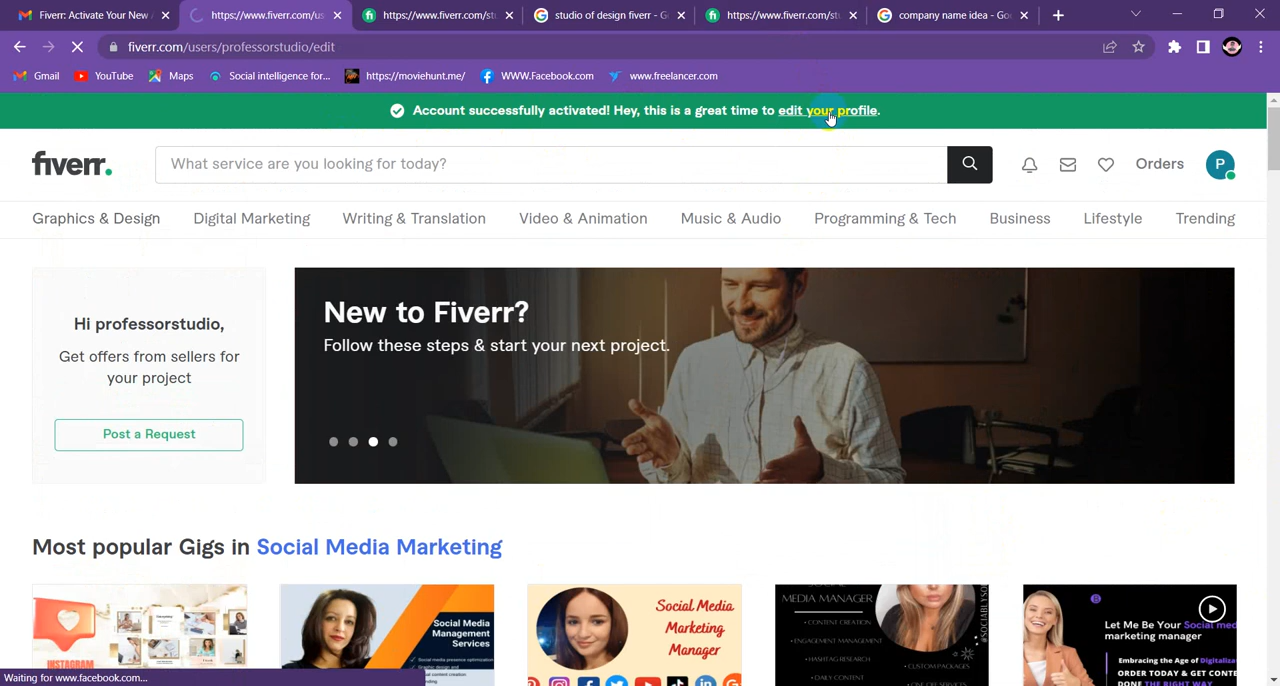 Fiverr: Activate Your New
https://www.fiverr.com/us
https://www.fiverr.com/stu
studio of design fiverr - G
https://www.fiverr.com/stu
company name idea - Goo
fiverr.com/users/professorstudio/edit
Gmail YouTube Maps Social intelligence for... https://moviehunt.me/ WWW.Facebook.com www.freelancer.com
Account successfully activated! Hey, this is a great time to edit your profile.
fiverr.
What service are you looking for today?
Orders
P
Graphics & Design Digital Marketing Writing & Translation Video & Animation Music & Audio Programming & Tech Business Lifestyle Trending
Hi professorstudio,
Get offers from sellers for
your project
Post a Request
New to Fiverr?
Follow these steps & start your next project.
Most popular Gigs in Social Media Marketing
INSTAGRAM
Social Media
Management
Services
Social Media
Marketing
Manager
MEDIA MANAGER
• CONTENT CREATION
• ENGAGEMENT MANAGEMENT
• HASHTAG RESEARCH
• CUSTOM PACKAGES
• DAILY CONTENT
Let Me Be Your Social med
marketing manager
Embracing the Age of Digitaliza
ORDER TODAY & GET CONTE
DONE THE RIGHT WAY
Waiting for www.facebook.com...